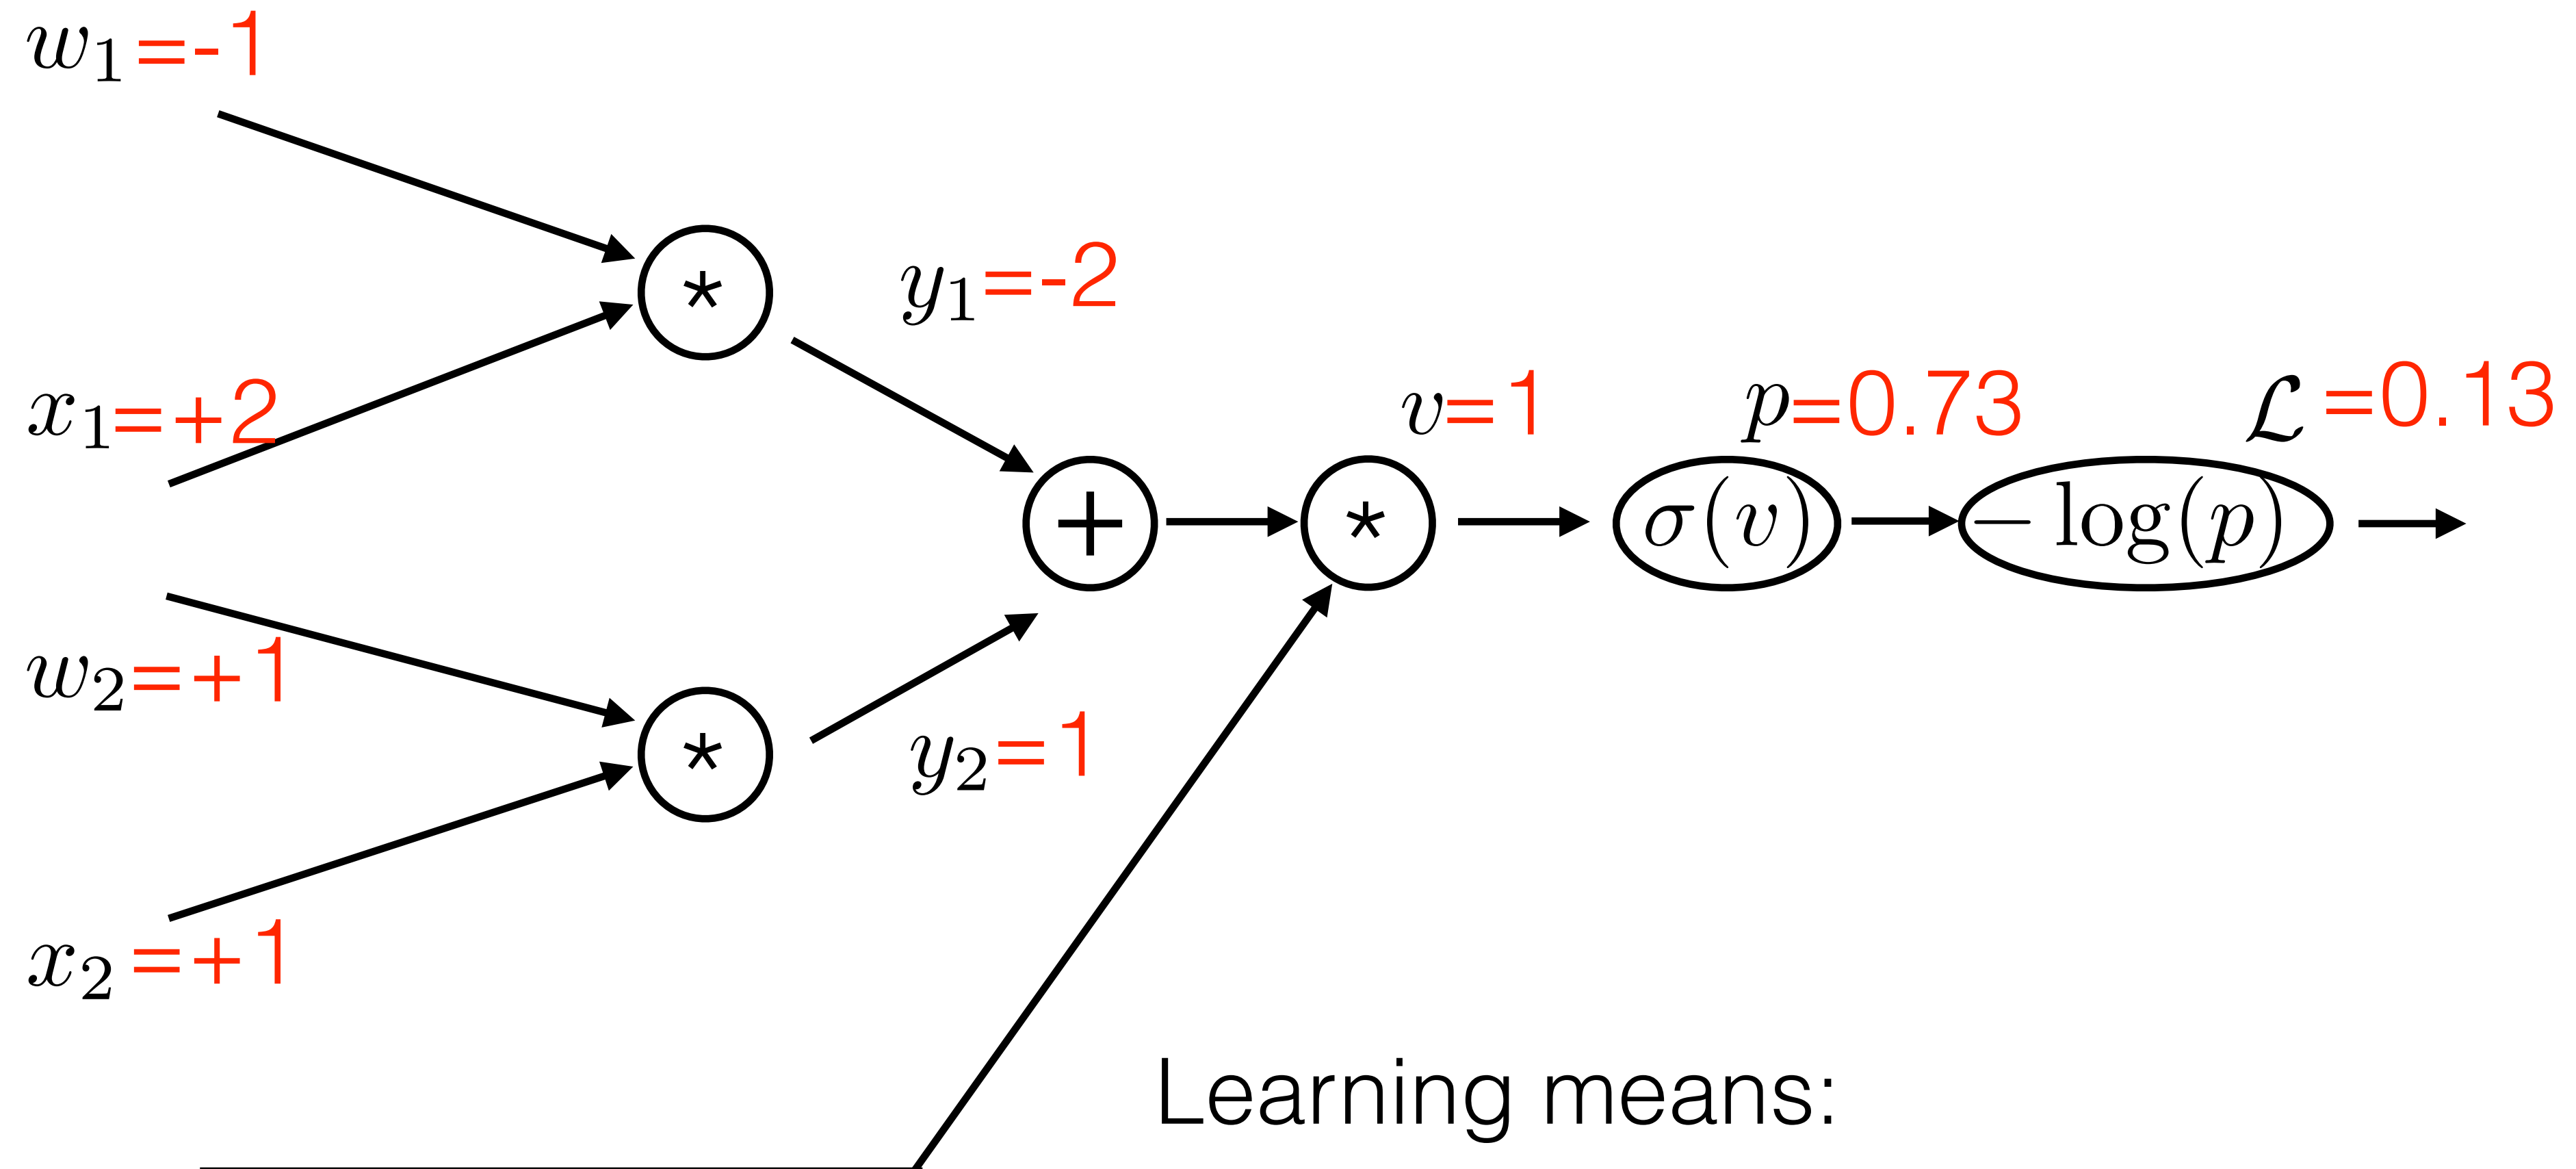 w₁=-1
y₁=-2
x₁=+2
v=1
p=0.73
ℒ=0.13
*
+
*
σ(v)
− log(p)
w₂=+1
*
y₂=1
x₂=+1
Learning means: